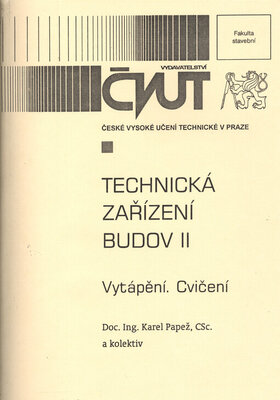 VYDAVATELSTVÍ
ČVUT
Fakulta
stavební
ČESKÉ VYSOKÉ UČENÍ TECHNICKÉ V PRAZE
TECHNICKÁ
ZAŘÍZENÍ
BUDOV II
Vytápění. Cvičení
Doc. Ing. Karel Papež, CSc.
a kolektiv